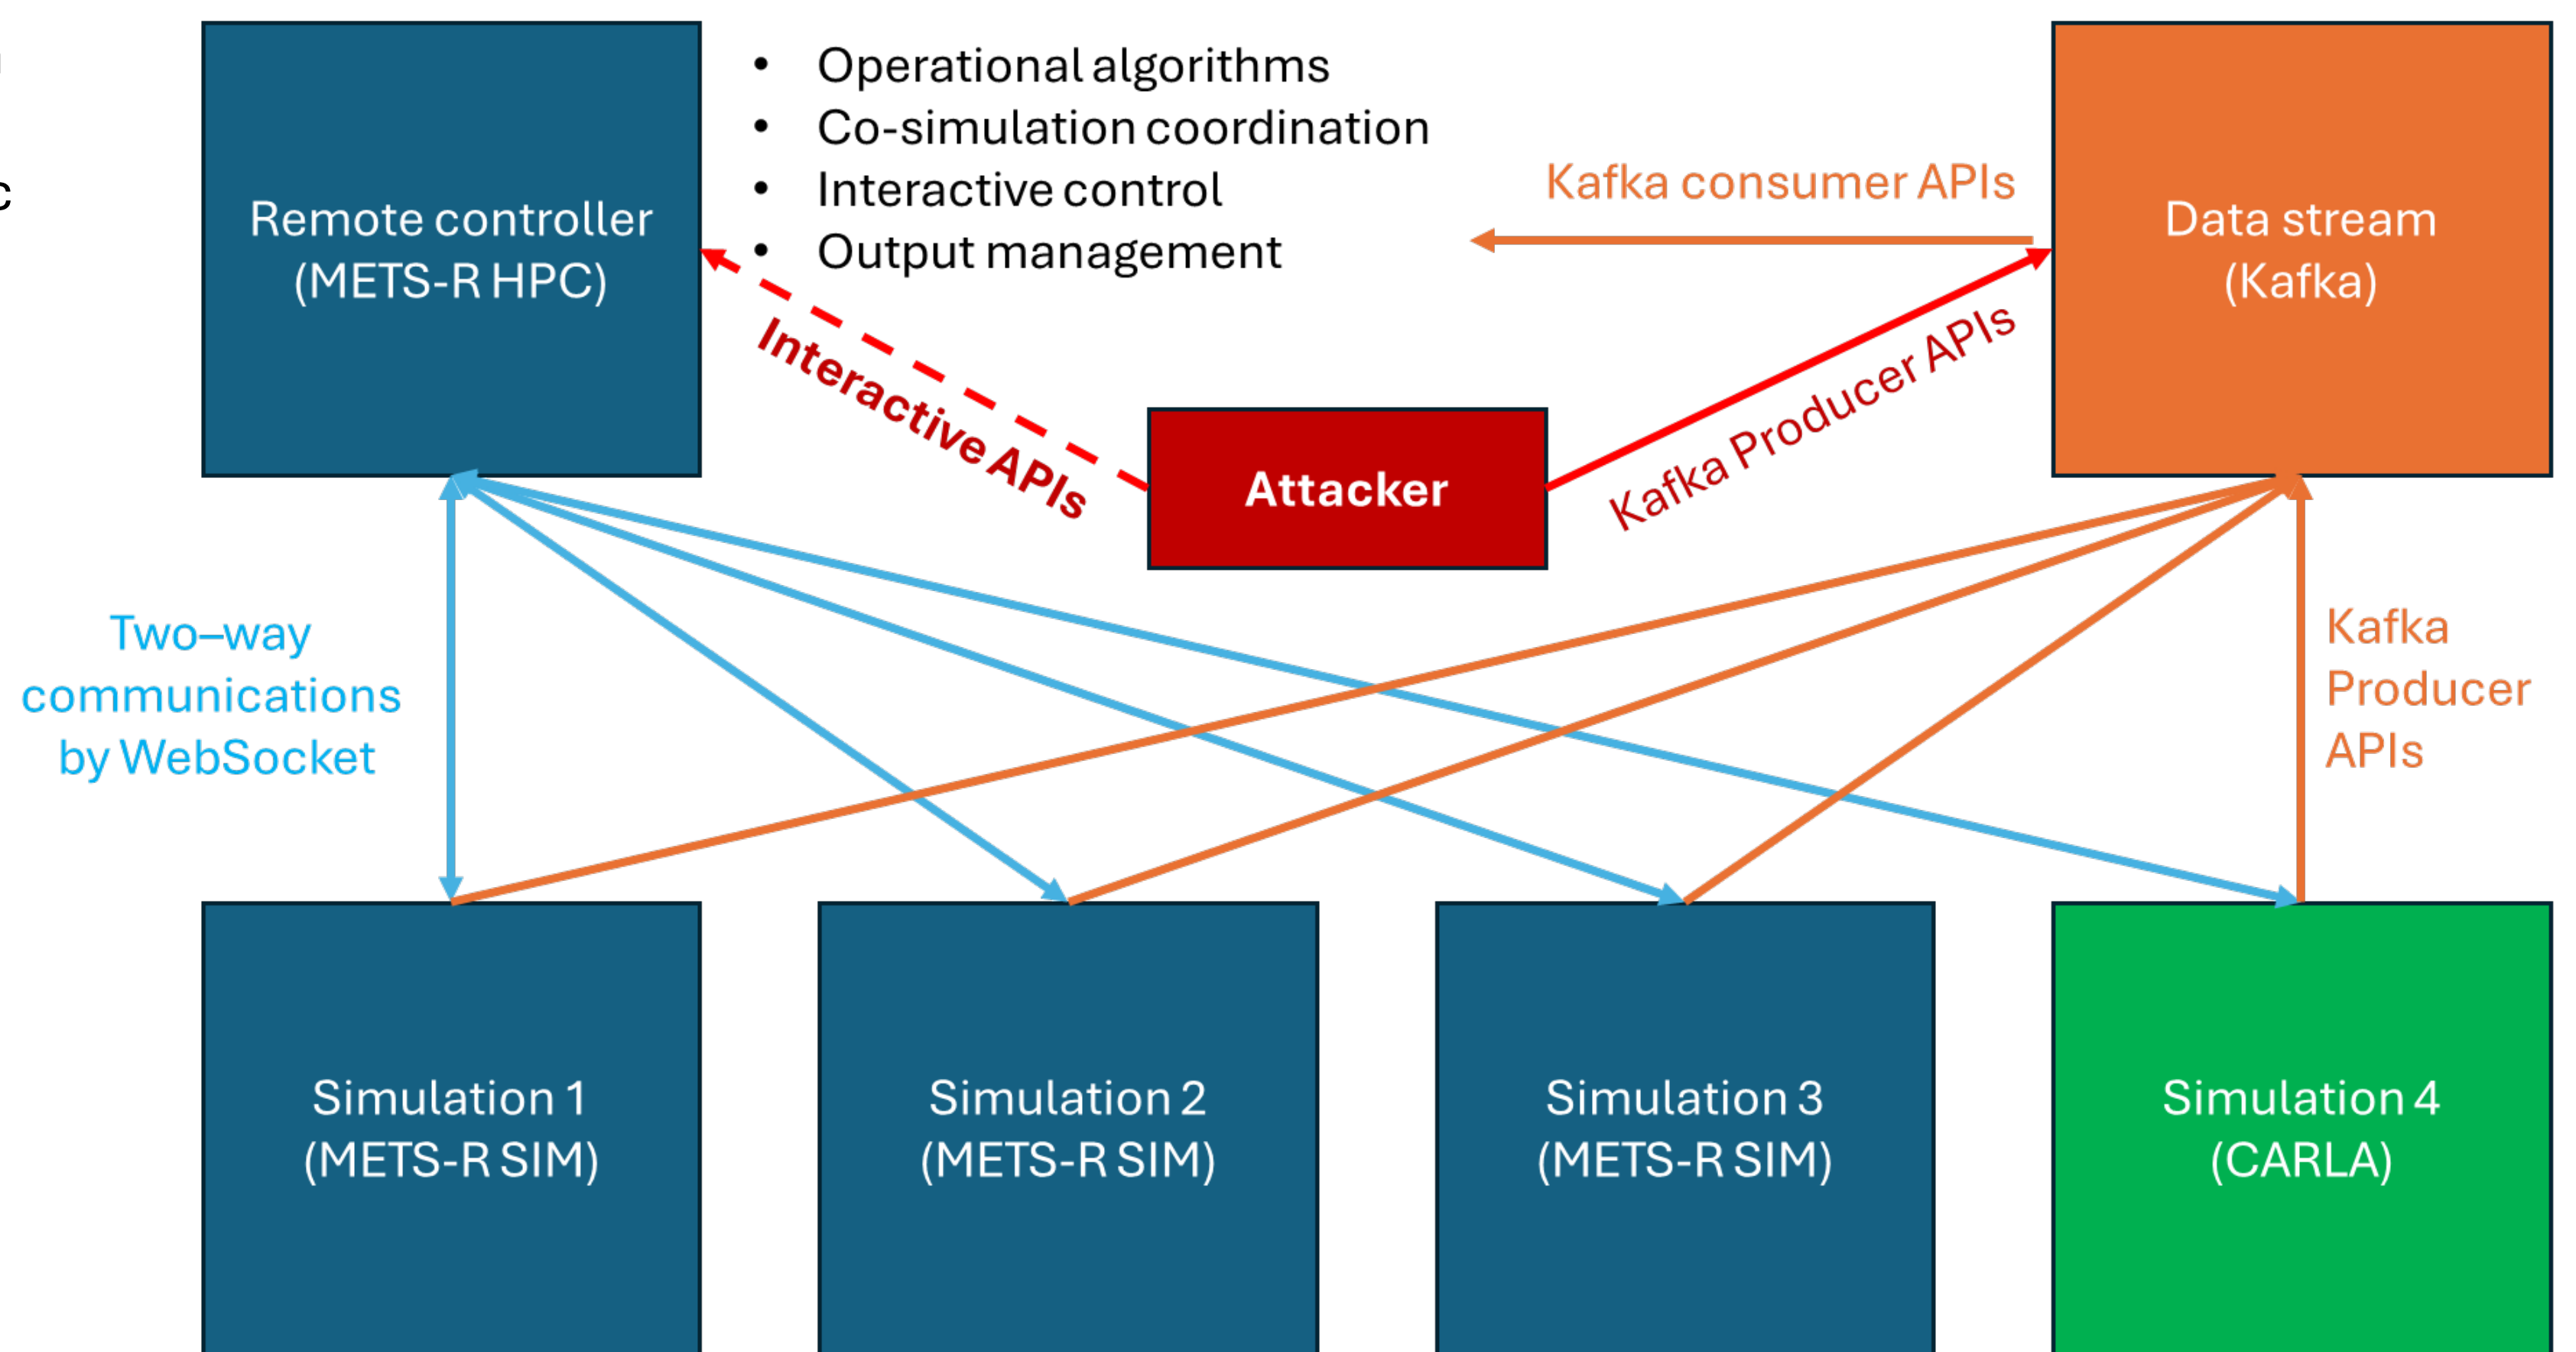 Remote controller
(METS-R HPC)
• Operational algorithms
• Co-simulation coordination
• Interactive control
• Output management
Kafka consumer APIs
Data stream
(Kafka)
Interactive APIs
Attacker
Kafka Producer APIs
Two–way
communications
by WebSocket
Kafka
Producer
APIs
Simulation 1
(METS-R SIM)
Simulation 2
(METS-R SIM)
Simulation 3
(METS-R SIM)
Simulation 4
(CARLA)